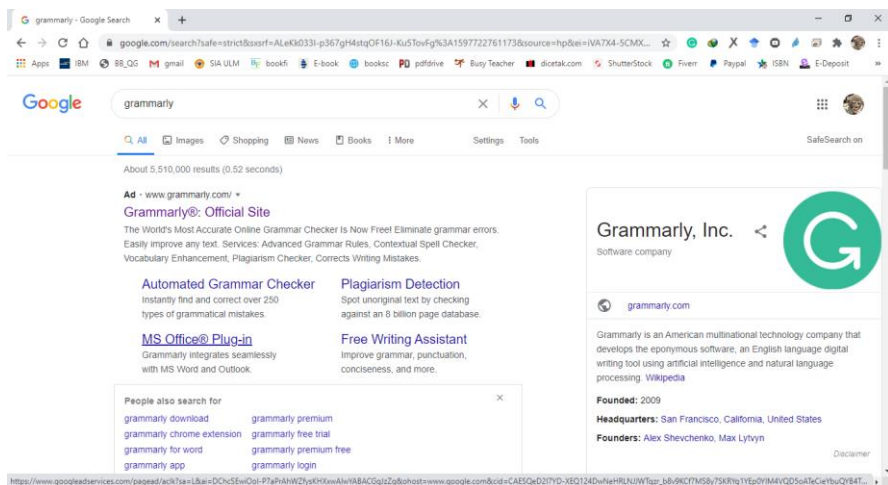 grammarly - Google Search
google.com/search?safe=strict&sxsrf=ALeKk033I-p367gH4stqOF16J-Ku5TovFg%3A1597722761173&source=hp&ei=iVA7X4-5CMX...
Apps IBM BB_QG gmail SIA ULM bookfi E-book booksc pdfdrive Busy Teacher dicetak.com ShutterStock Fiverr Paypal ISBN E-Deposit
Google
grammarly
All Images Shopping News Books More Settings Tools
SafeSearch on
About 5,510,000 results (0.52 seconds)
Ad · www.grammarly.com/
Grammarly®: Official Site
The World's Most Accurate Online Grammar Checker Is Now Free! Eliminate grammar errors.
Easily improve any text. Services: Advanced Grammar Rules, Contextual Spell Checker,
Vocabulary Enhancement, Plagiarism Checker, Corrects Writing Mistakes.
Automated Grammar Checker
Instantly find and correct over 250
types of grammatical mistakes.
Plagiarism Detection
Spot unoriginal text by checking
against an 8 billion page database.
MS Office® Plug-in
Grammarly integrates seamlessly
with MS Word and Outlook.
Free Writing Assistant
Improve grammar, punctuation,
conciseness, and more.
People also search for
grammarly download grammarly premium
grammarly chrome extension grammarly free trial
grammarly for word grammarly premium free
grammarly app grammarly login
Grammarly, Inc.
Software company
grammarly.com
Grammarly is an American multinational technology company that
develops the eponymous software, an English language digital
writing tool using artificial intelligence and natural language
processing. Wikipedia
Founded: 2009
Headquarters: San Francisco, California, United States
Founders: Alex Shevchenko, Max Lytvyn
Disclaimer